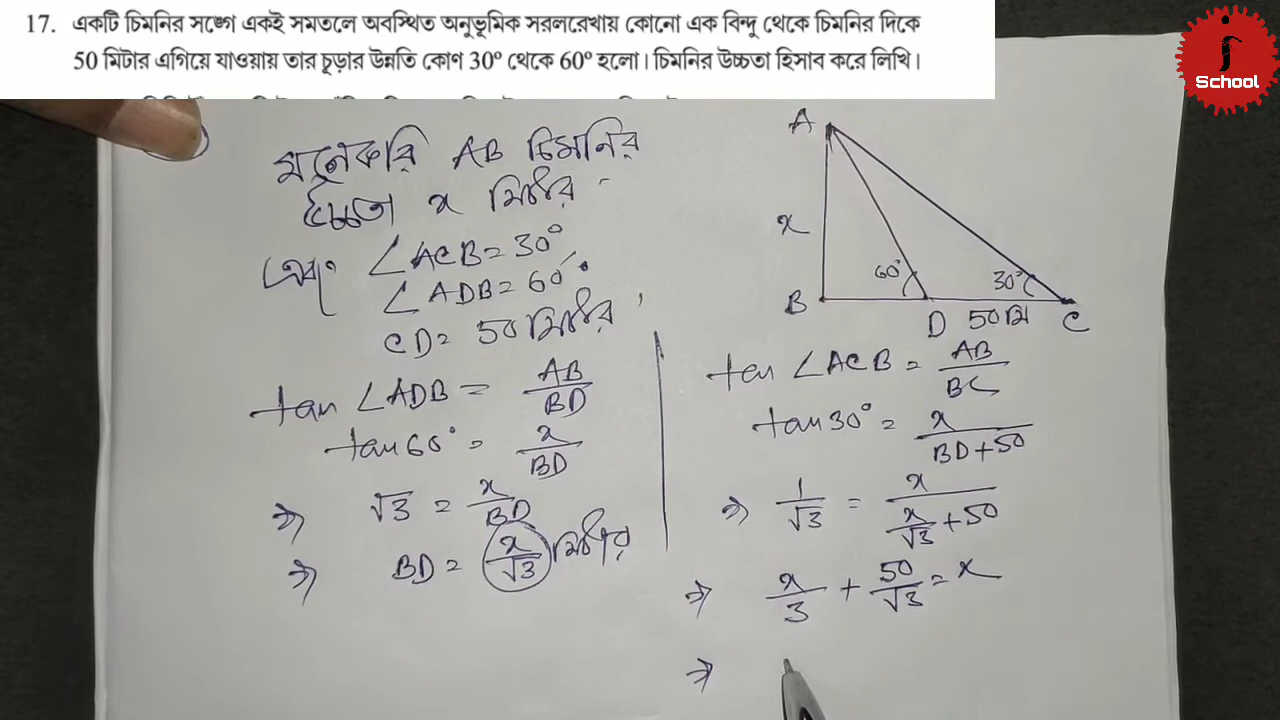 17. একটি চিমনির সঙ্গে একই সমতলে অবস্থিত অনুভূমিক সরলরেখায় কোনো এক বিন্দু থেকে চিমনির দিকে
50 মিটার এগিয়ে যাওয়ায় তার চূড়ার উন্নতি কোণ 30° থেকে 60° হলো। চিমনির উচ্চতা হিসাব করে লিখি।
School
মনেকরি AB চিমনির
উচ্চতা x মিটার
এবং ∠ACB = 30°
∠ADB = 60°
CD = 50 মিটার,
tan ∠ADB = AB/BD
tan 60° = x/BD
⇒ √3 = x/BD
⇒ BD = x/√3 মিটার
A
x
60°
30°
B
D
50মি
C
tan ∠ACB = AB/BC
tan 30° = x/(BD+50)
⇒ 1/√3 = x/(x/√3 + 50)
⇒ x/3 + 50/√3 = x
⇒